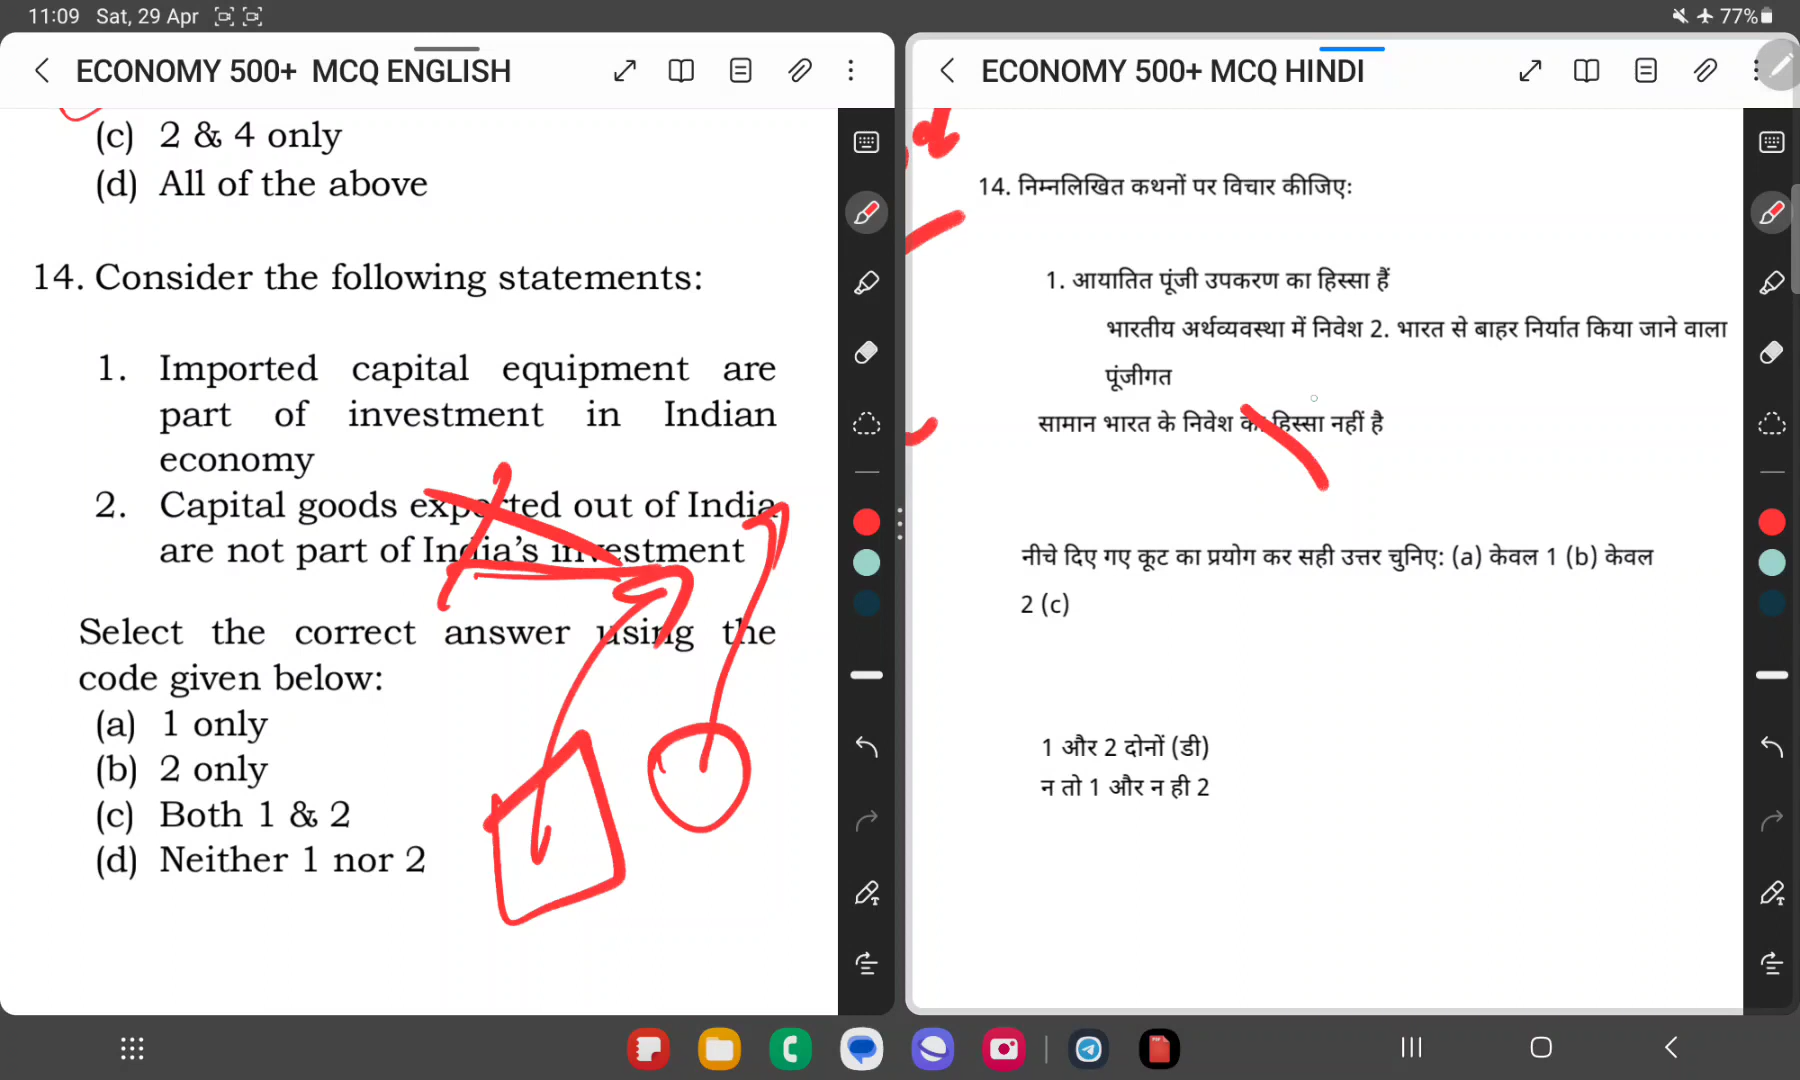 11:09 Sat, 29 Apr
77%
ECONOMY 500+ MCQ ENGLISH
(c) 2 & 4 only
(d) All of the above
14. Consider the following statements:
1. Imported capital equipment are
part of investment in Indian
economy
2. Capital goods exported out of India
are not part of India's investment
Select the correct answer using the
code given below:
(a) 1 only
(b) 2 only
(c) Both 1 & 2
(d) Neither 1 nor 2
ECONOMY 500+ MCQ HINDI
14. निम्नलिखित कथनों पर विचार कीजिए:
1. आयातित पूंजी उपकरण का हिस्सा हैं
भारतीय अर्थव्यवस्था में निवेश 2. भारत से बाहर निर्यात किया जाने वाला
पूंजीगत
सामान भारत के निवेश का हिस्सा नहीं है
नीचे दिए गए कूट का प्रयोग कर सही उत्तर चुनिए: (a) केवल 1 (b) केवल
2 (c)
1 और 2 दोनों (डी)
न तो 1 और न ही 2